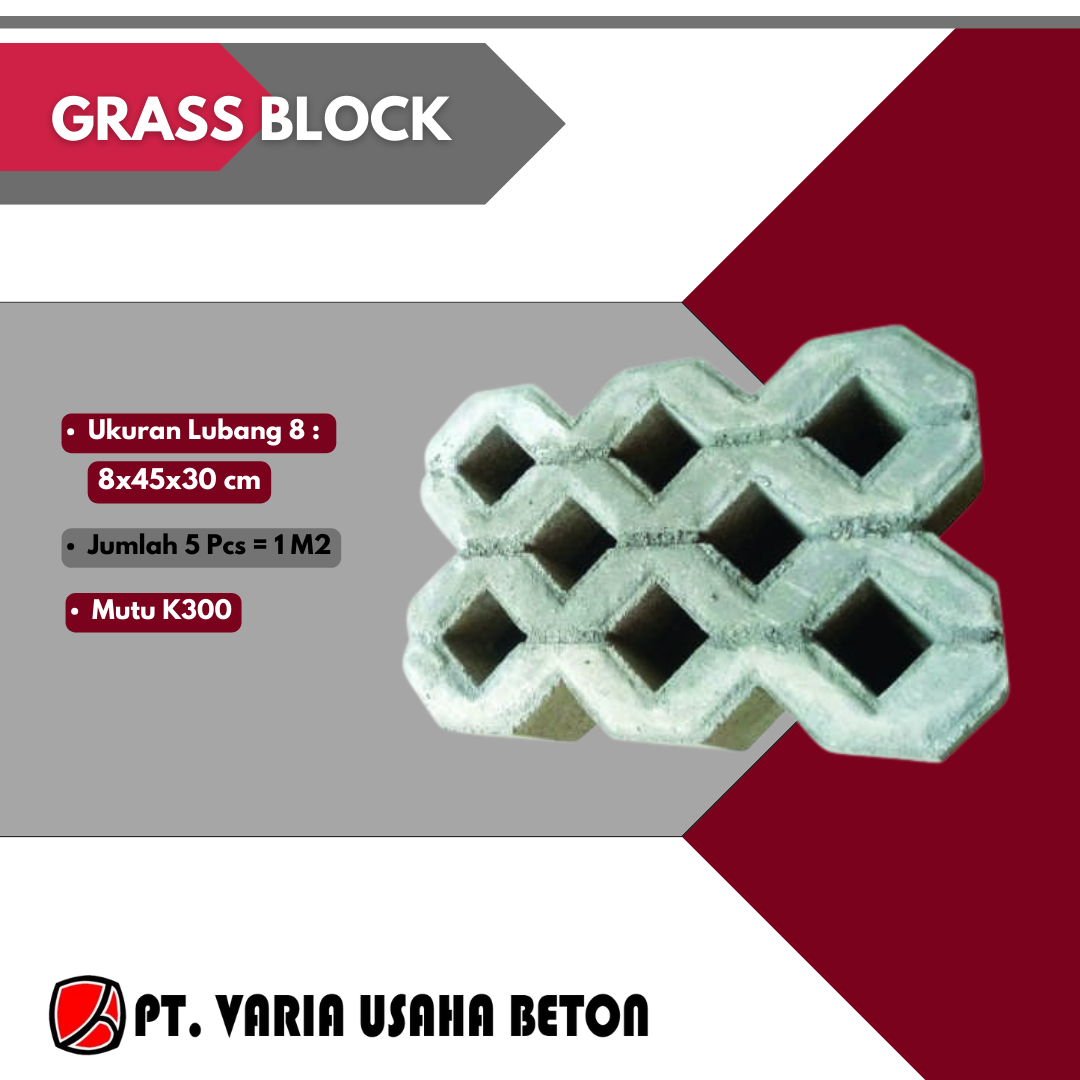 GRASS BLOCK
• Ukuran Lubang 8 :
8x45x30 cm
• Jumlah 5 Pcs = 1 M2
• Mutu K300
PT. VARIA USAHA BETON